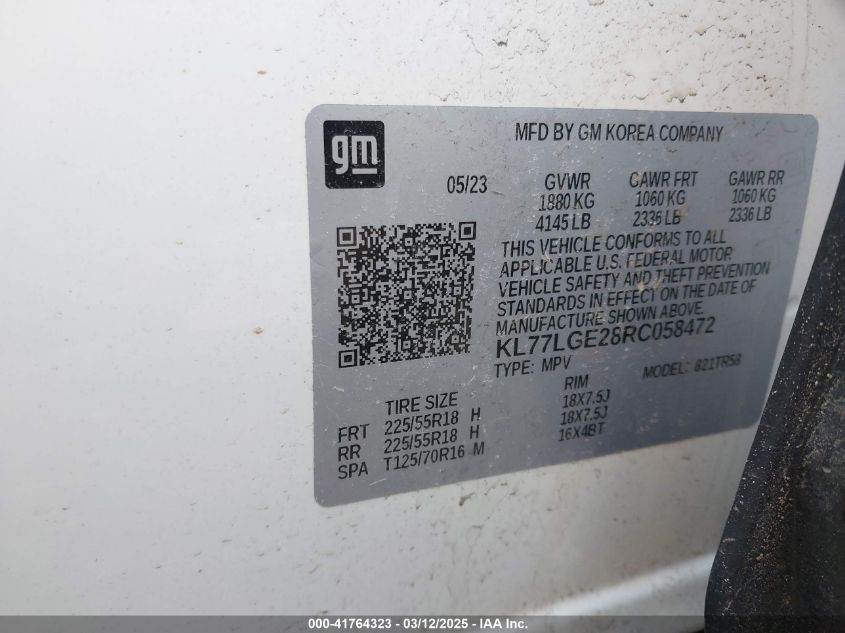 gm
MFD BY GM KOREA COMPANY
05/23 GVWR GAWR FRT GAWR RR
1880 KG 1060 KG 1060 KG
4145 LB 2336 LB 2336 LB
THIS VEHICLE CONFORMS TO ALL
APPLICABLE U.S. FEDERAL MOTOR
VEHICLE SAFETY AND THEFT PREVENTION
STANDARDS IN EFFECT ON THE DATE OF
MANUFACTURE SHOWN ABOVE.
KL77LGE28RC058472
TYPE: MPV MODEL: 821TR58
TIRE SIZE RIM
FRT 225/55R18 H 18X7.5J
RR 225/55R18 H 18X7.5J
SPA T125/70R16 M 16X4BT
000-41764323 - 03/12/2025 - IAA Inc.